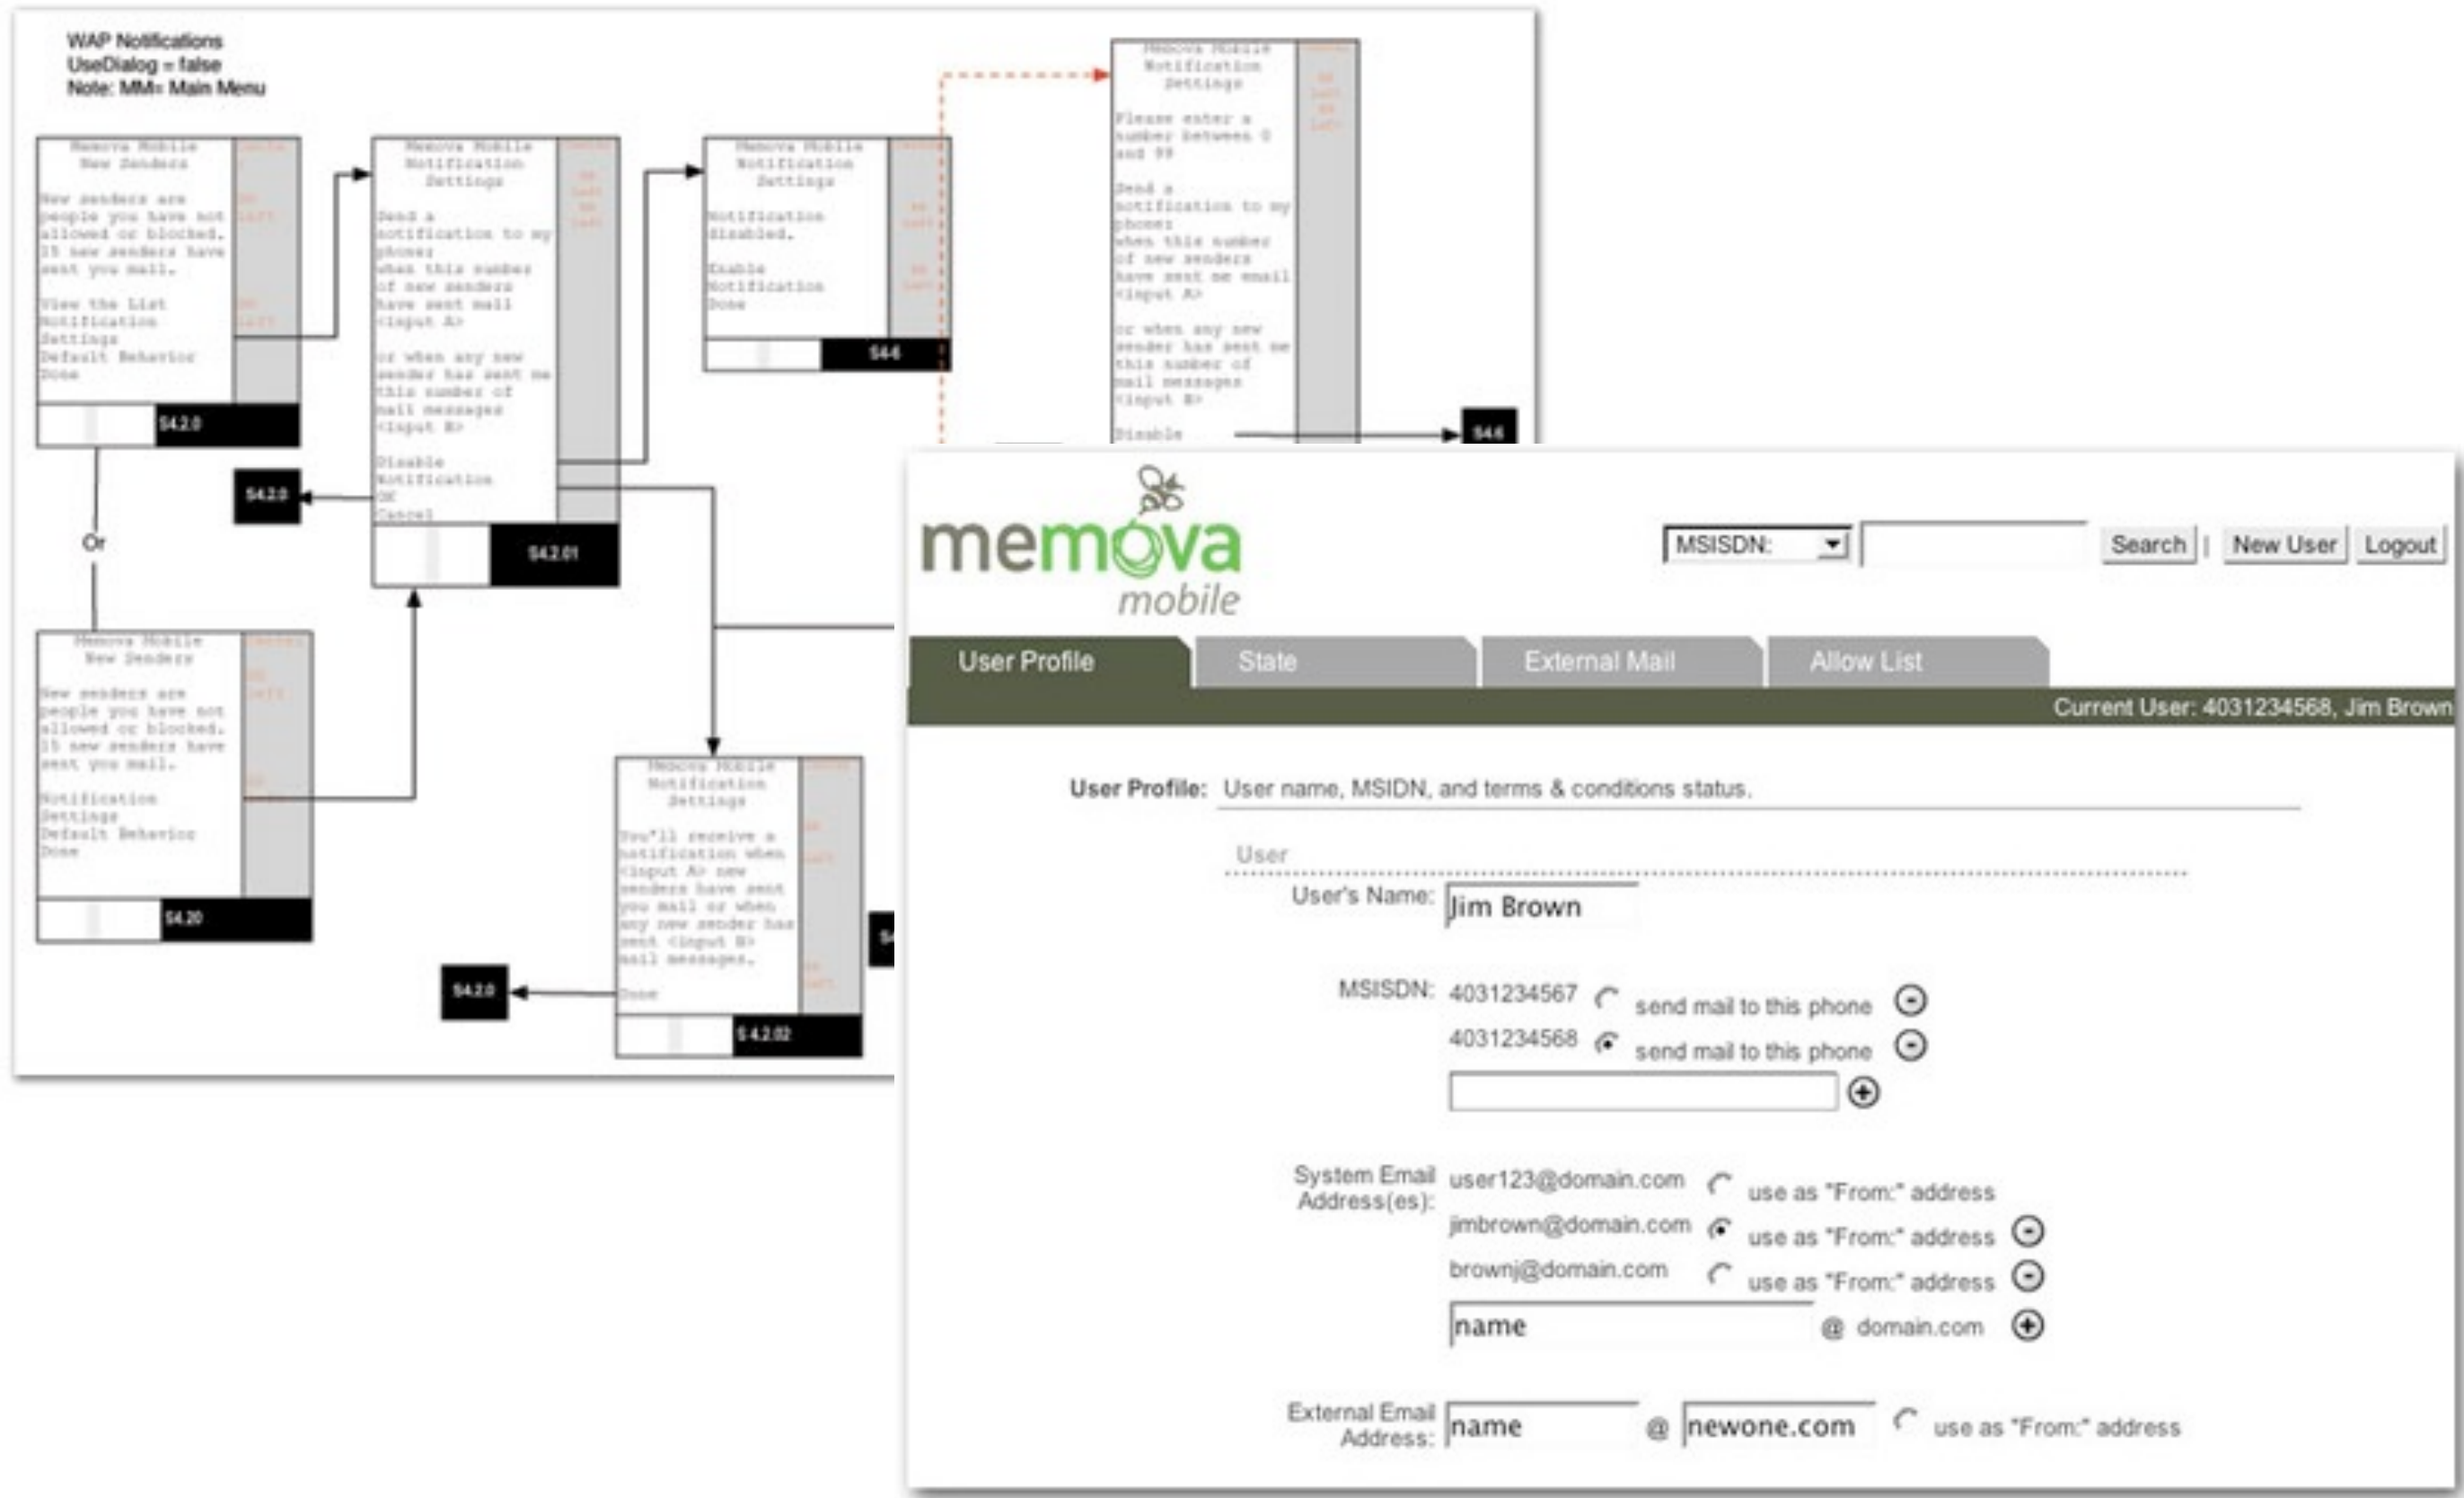 WAP Notifications
UseDialog = false
Note: MM= Main Menu
Memova Mobile
New Senders
New senders are
people you have not
allowed or blocked.
15 new senders have
sent you mail.
View the List
Notification
Settings
Default Behavior
Done
S4.2.0
Or
Memova Mobile
New Senders
New senders are
people you have not
allowed or blocked.
15 new senders have
sent you mail.
Notification
Settings
Default Behavior
Done
S4.20
Memova Mobile
Notification
Settings
Send a
notification to my
phone:
when this number
of new senders
have sent mail
<input A>
or when any new
sender has sent me
this number of
mail messages
<input B>
Disable
Notification
OK
Cancel
S4.2.01
S4.2.0
Memova Mobile
Notification
Settings
Notification
disabled.
Enable
Notification
Done
S4-6
Memova Mobile
Notification
Settings
You'll receive a
notification when
<input A> new
senders have sent
you mail or when
any new sender has
sent <input B>
mail messages.
Done
S 4.2.02
S4.2.0
Memova Mobile
Notification
Settings
Please enter a
number between 0
and 99
Send a
notification to my
phone:
when this number
of new senders
have sent me email
<input A>
or when any new
sender has sent me
this number of
mail messages
<input B>
Disable
S4.6
memova
mobile
MSISDN: Search | New User Logout
User Profile State External Mail Allow List
Current User: 4031234568, Jim Brown
User Profile: User name, MSIDN, and terms & conditions status.
User
User's Name: Jim Brown
MSISDN: 4031234567 send mail to this phone
4031234568 send mail to this phone
System Email Address(es): user123@domain.com use as "From:" address
jimbrown@domain.com use as "From:" address
brownj@domain.com use as "From:" address
name @ domain.com
External Email Address: name @ newone.com use as "From:" address